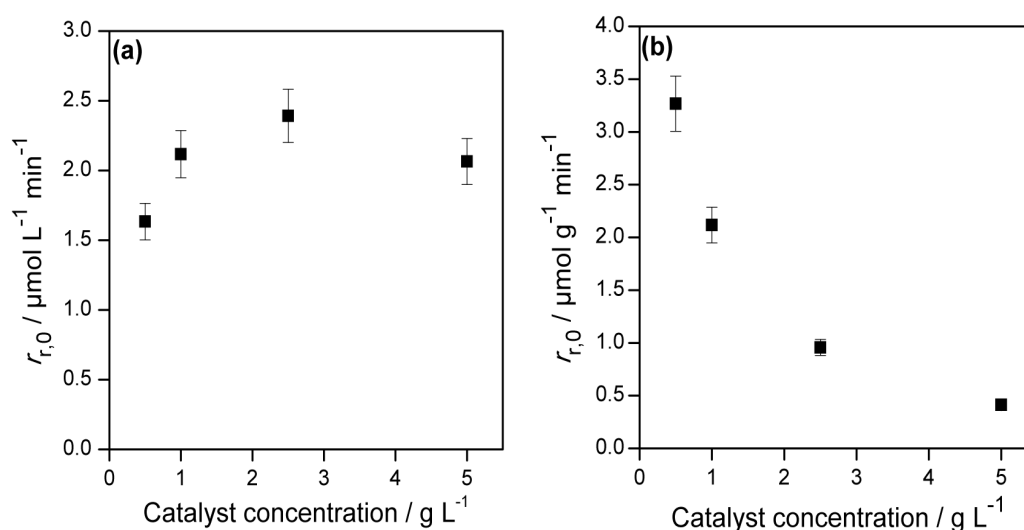 (a)
3.0
2.5
2.0
1.5
1.0
0.5
0.0
r_r,0 / µmol L⁻¹ min⁻¹
0 1 2 3 4 5
Catalyst concentration / g L⁻¹
(b)
4.0
3.5
3.0
2.5
2.0
1.5
1.0
0.5
0.0
r_r,0 / µmol g⁻¹ min⁻¹
0 1 2 3 4 5
Catalyst concentration / g L⁻¹